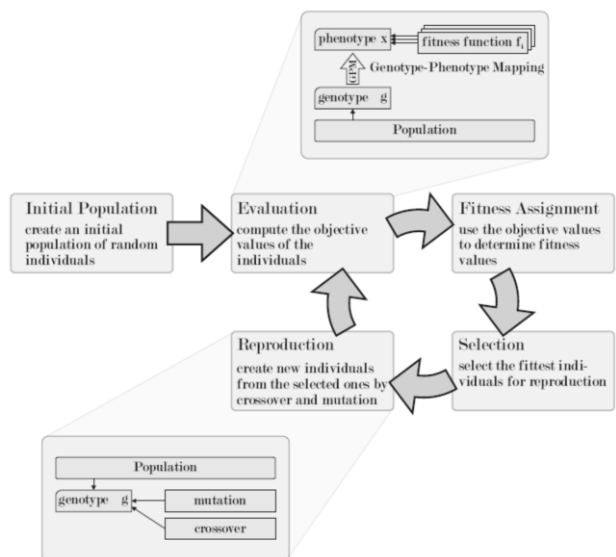 phenotype x
fitness function f_i
GPM
Genotype-Phenotype Mapping
genotype g
Population
Initial Population
create an initial
population of random
individuals
Evaluation
compute the objective
values of the
individuals
Fitness Assignment
use the objective values
to determine fitness
values
Reproduction
create new individuals
from the selected ones by
crossover and mutation
Selection
select the fittest indi-
viduals for reproduction
Population
genotype g
mutation
crossover